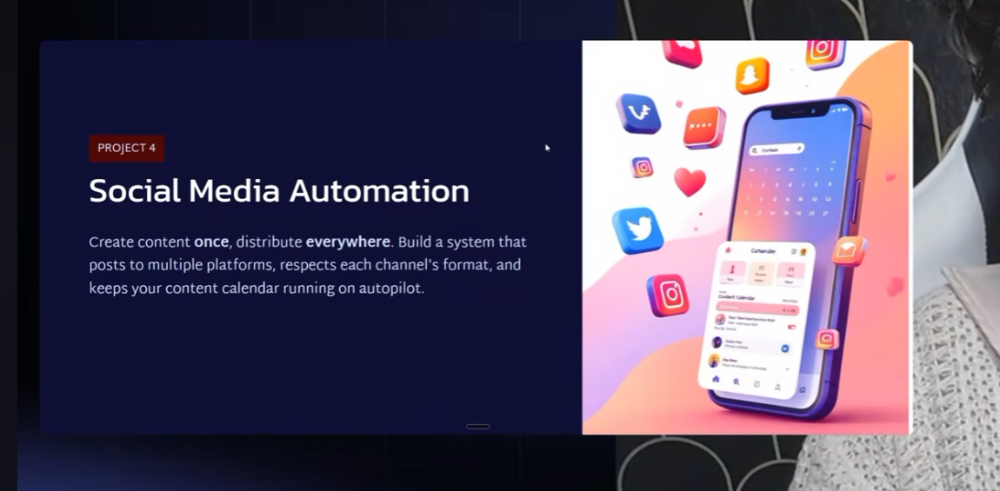 PROJECT 4
Social Media Automation
Create content once, distribute everywhere. Build a system that
posts to multiple platforms, respects each channel's format, and
keeps your content calendar running on autopilot.
Calendar
Content Calendar